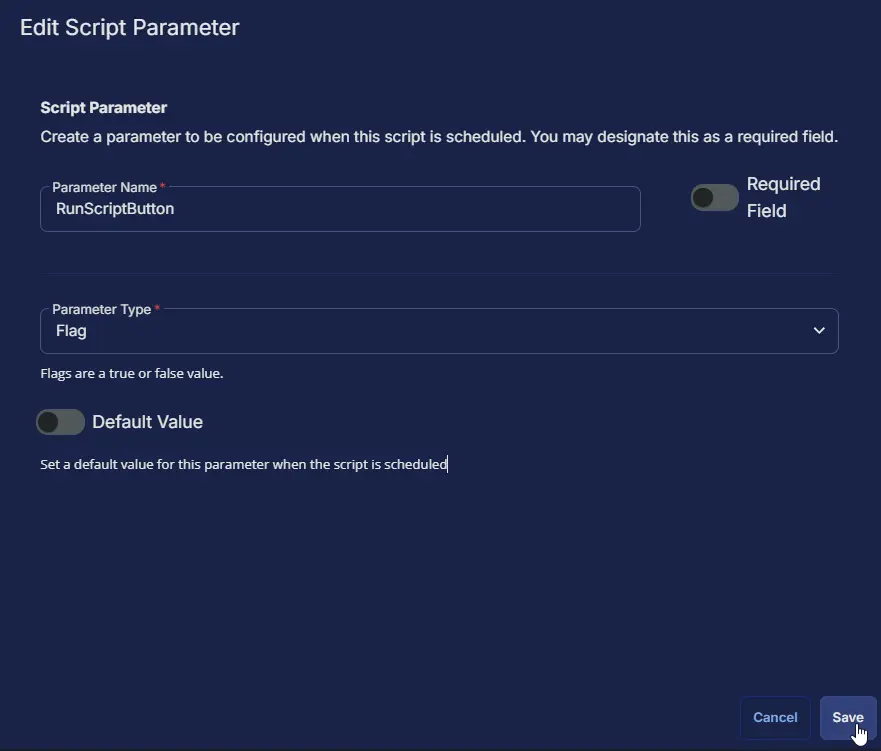 Edit Script Parameter
Script Parameter
Create a parameter to be configured when this script is scheduled. You may designate this as a required field.
Parameter Name *
RunScriptButton
Required
Field
Parameter Type *
Flag
Flags are a true or false value.
Default Value
Set a default value for this parameter when the script is scheduled
Cancel
Save